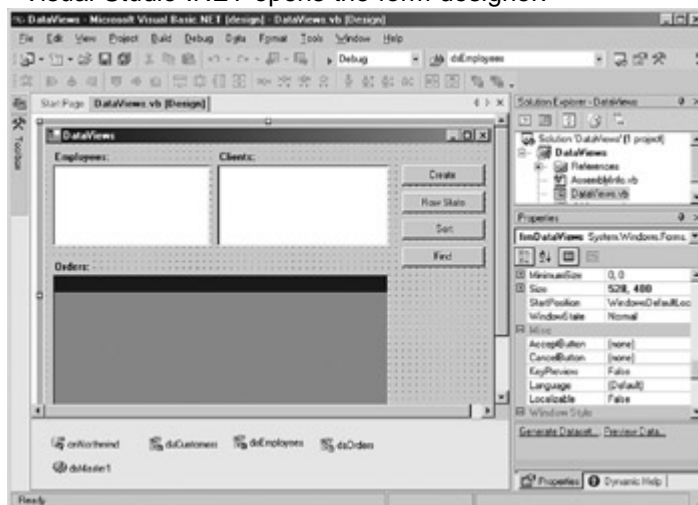 Visual Studio .NET opens the form designer.
DataViews - Microsoft Visual Basic .NET [design] - DataViews.vb [Design]
File Edit View Project Build Debug Data Format Tools Window Help
Debug
dsEmployees
Start Page DataViews.vb [Design]
Toolbox
DataViews
Employees:
Clients:
Create
Row State
Sort
Find
Orders:
cnNorthwind daCustomers daEmployees daOrders
dsMaster1
Solution Explorer - DataViews
Solution 'DataViews' (1 project)
DataViews
References
AssemblyInfo.vb
DataViews.vb
Properties
frmDataViews System.Windows.Forms.
MinimumSize 0, 0
Size 528, 400
StartPosition WindowsDefaultLoc
WindowState Normal
Misc
AcceptButton (none)
CancelButton (none)
KeyPreview False
Language (Default)
Localizable False
Window Style
Generate Dataset..., Preview Data...
Properties Dynamic Help
Ready